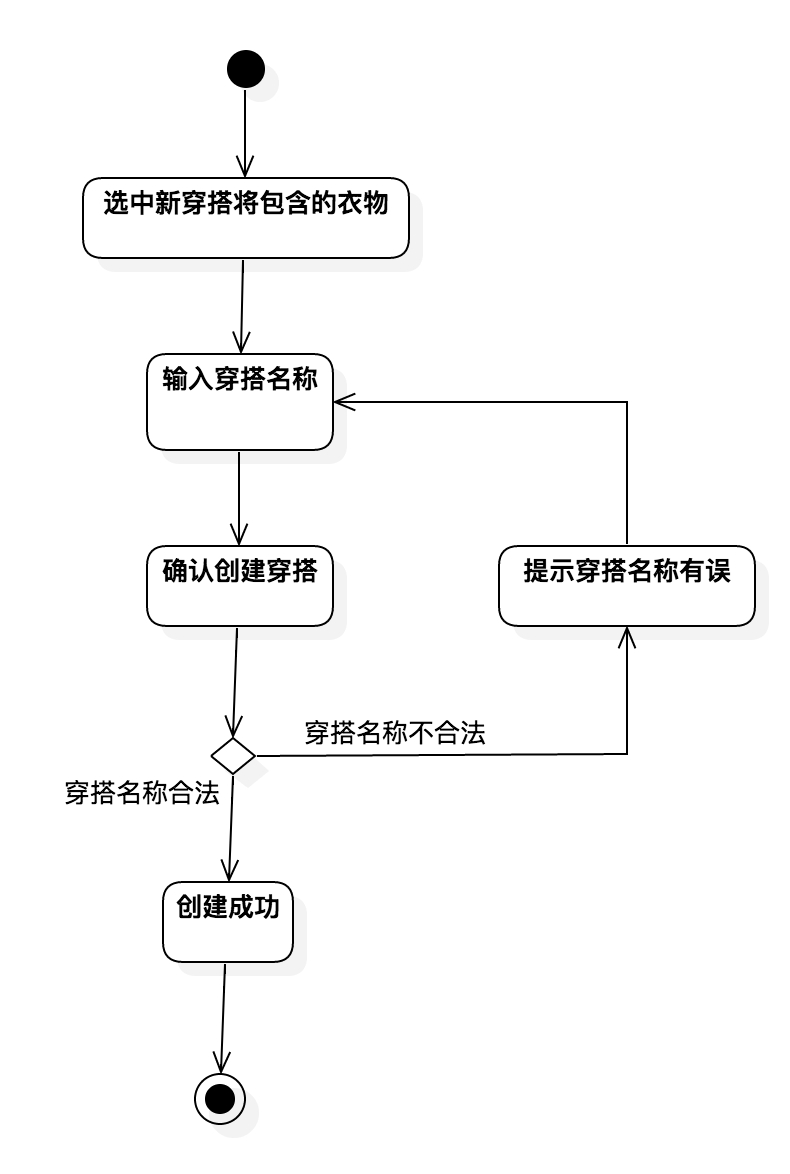 选中新穿搭将包含的衣物
输入穿搭名称
确认创建穿搭
提示穿搭名称有误
穿搭名称不合法
穿搭名称合法
创建成功